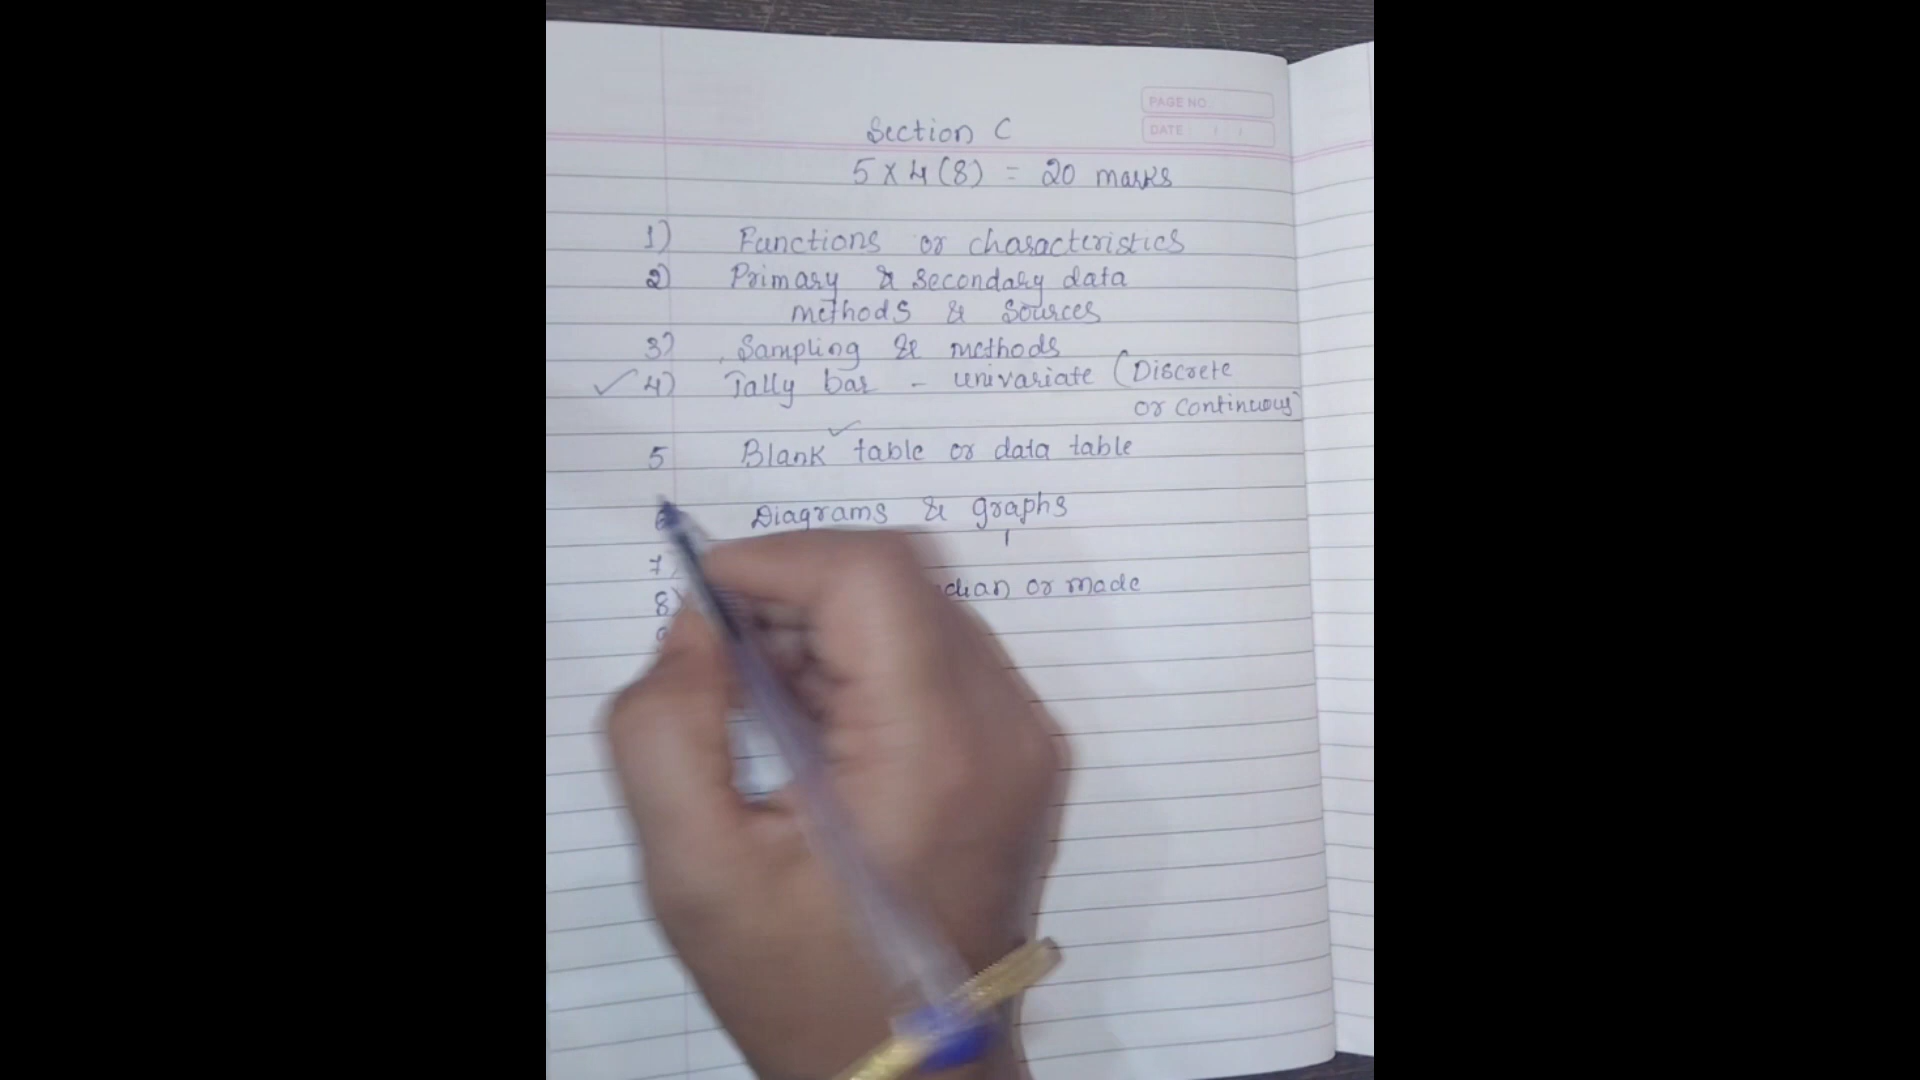 PAGE NO
DATE / /
Section C
5 x 4 (8) = 20 marks
1) Functions or characteristics
2) Primary & secondary data
methods & sources
3) Sampling & methods
4) Tally bar - univariate (Discrete
or continuous)
5 Blank table or data table
6 Diagrams & graphs
7)
8) or made